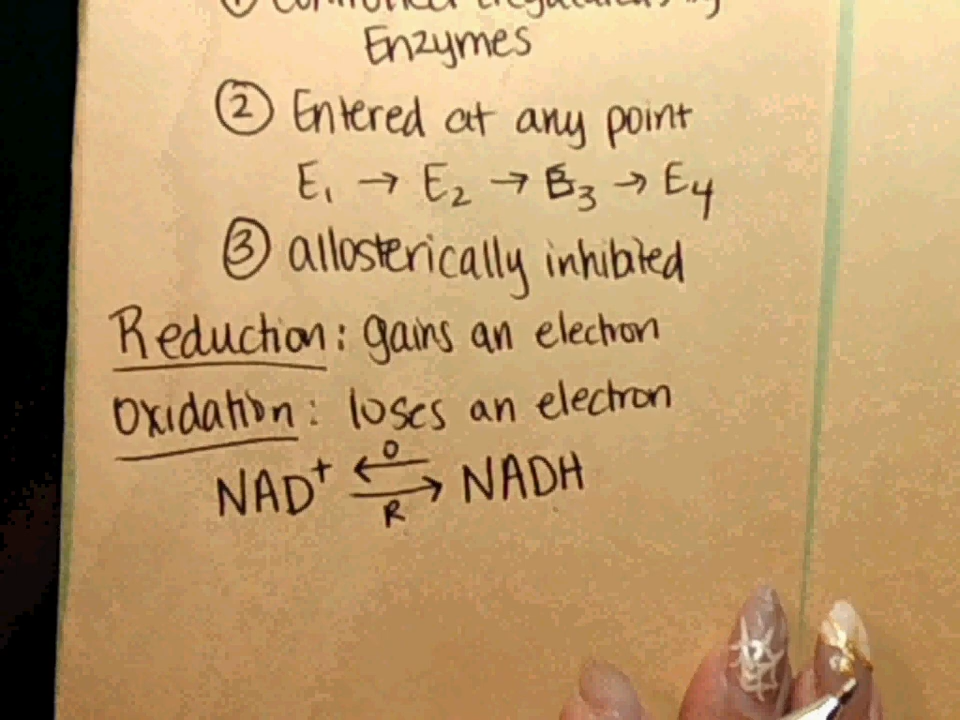 Enzymes
② Entered at any point
E₁ → E₂ → E₃ → E₄
③ allosterically inhibited
Reduction: gains an electron
Oxidation: loses an electron
O
NAD⁺ ⇄ NADH
R